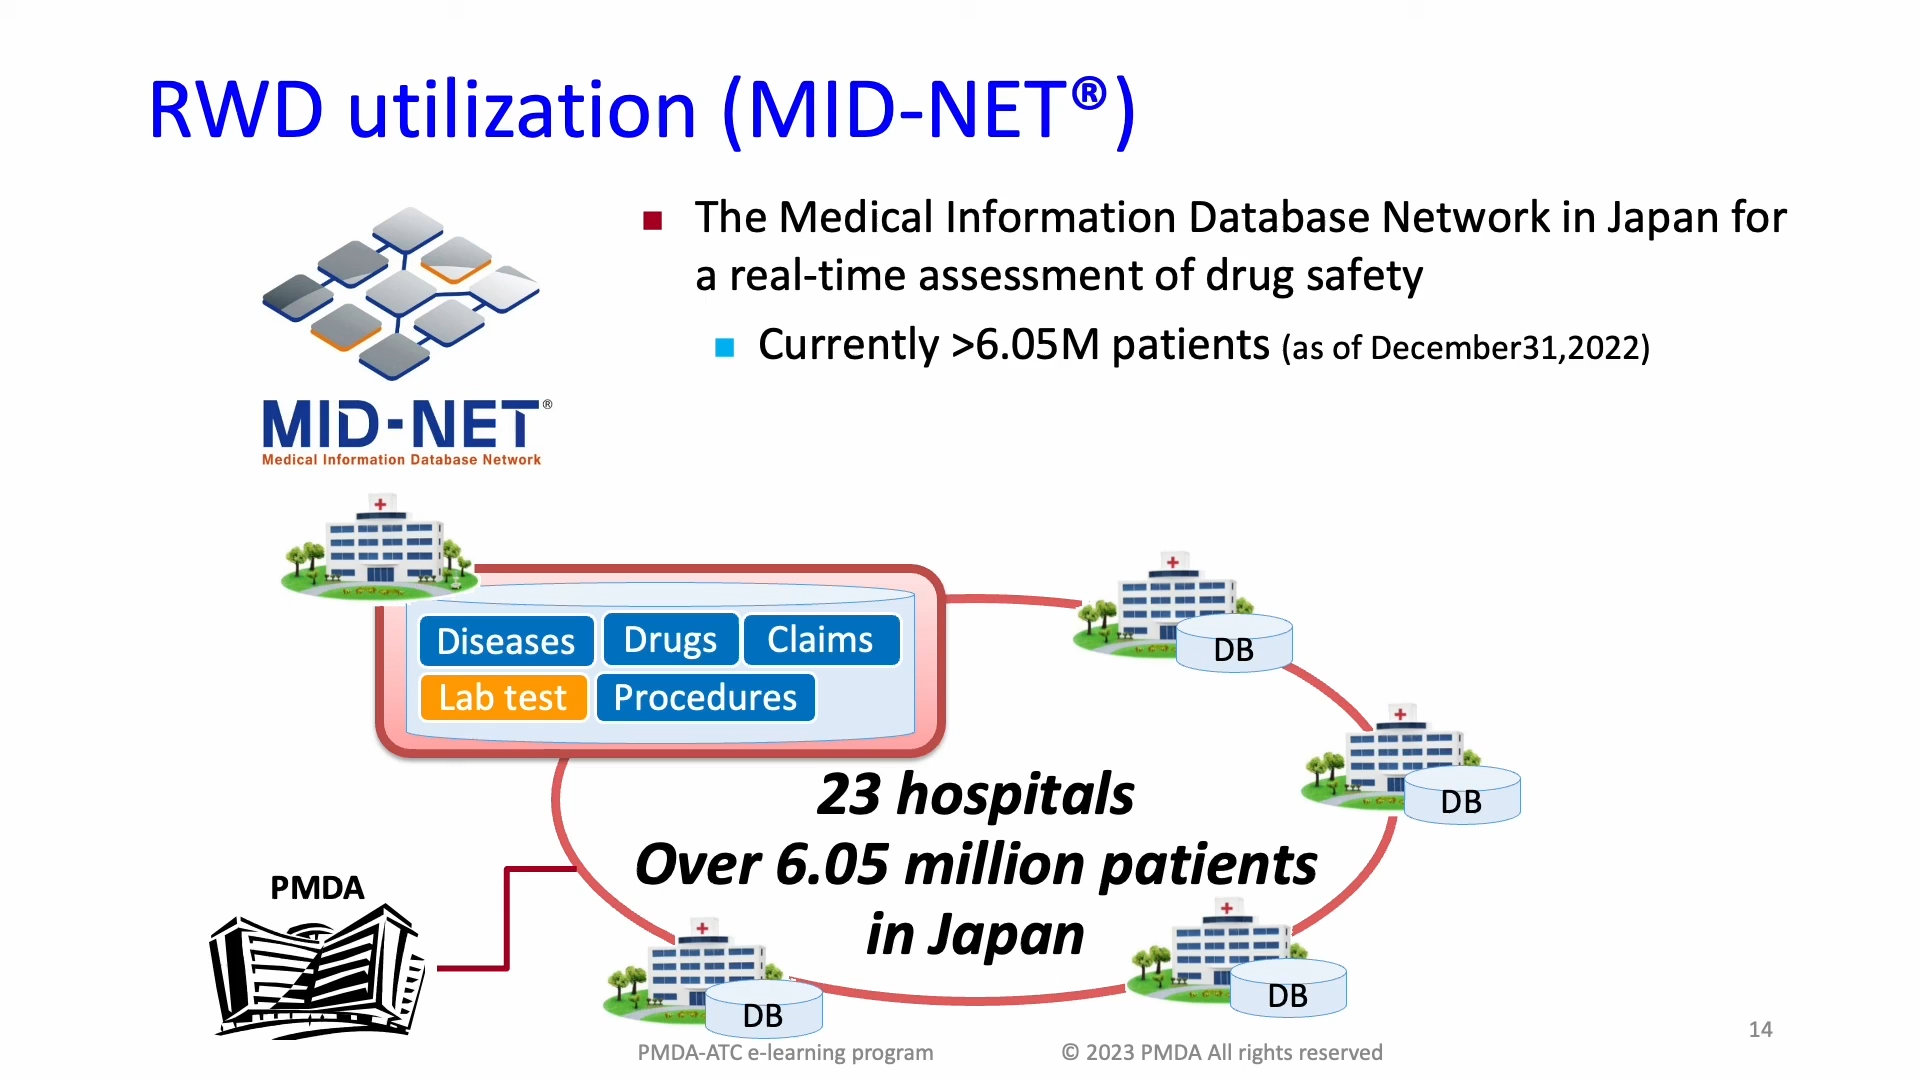 RWD utilization (MID-NET®)
The Medical Information Database Network in Japan for
a real-time assessment of drug safety
Currently >6.05M patients (as of December31,2022)
MID-NET®
Medical Information Database Network
Diseases Drugs Claims
Lab test Procedures
DB
DB
23 hospitals
Over 6.05 million patients
in Japan
PMDA
DB
DB
14
PMDA-ATC e-learning program © 2023 PMDA All rights reserved